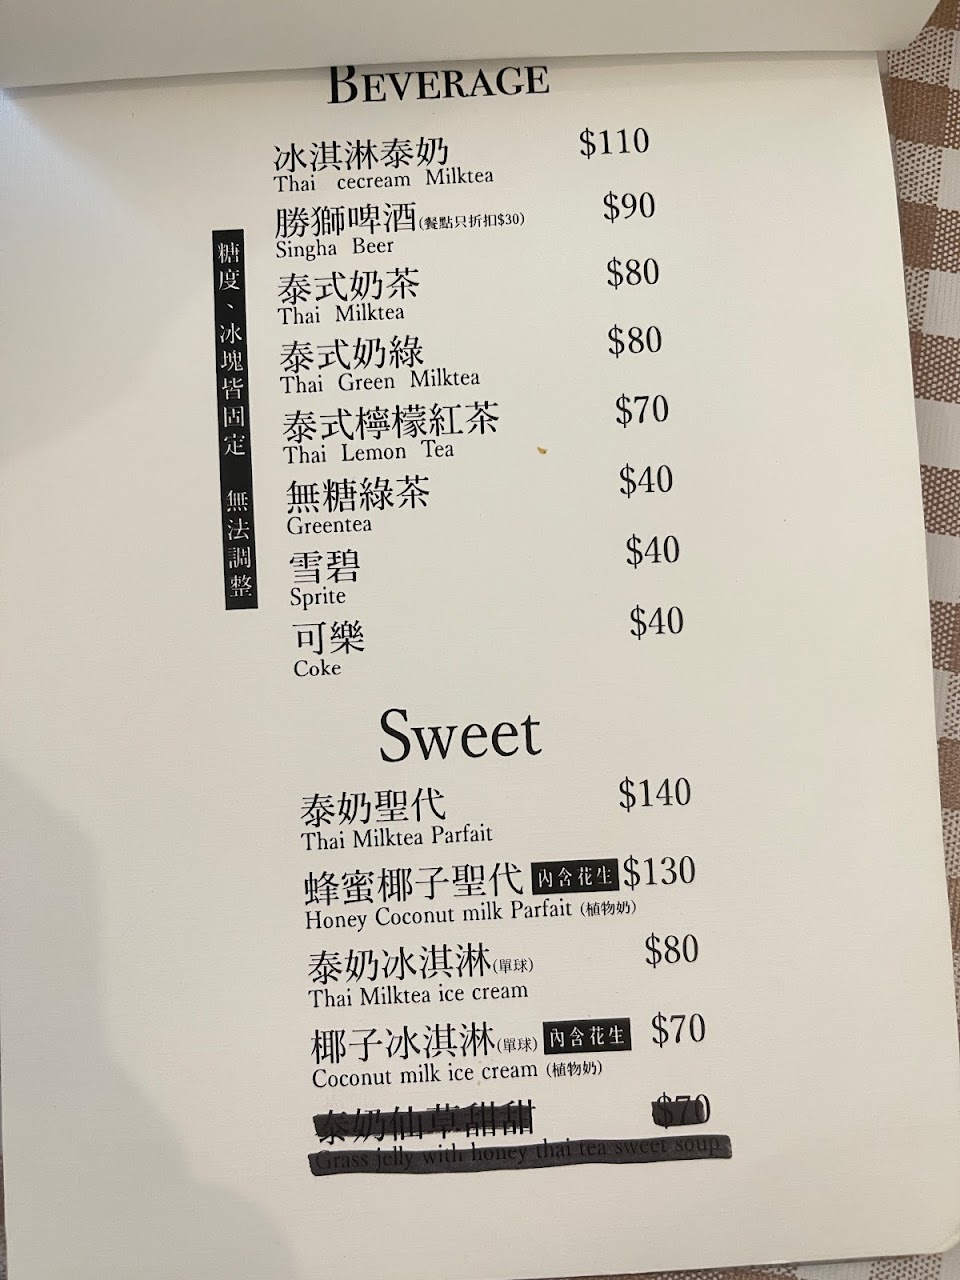 BEVERAGE
冰淇淋泰奶 $110
Thai cecream Milktea
勝獅啤酒(餐點只折扣$30) $90
Singha Beer
泰式奶茶 $80
Thai Milktea
泰式奶綠 $80
Thai Green Milktea
泰式檸檬紅茶 $70
Thai Lemon Tea
無糖綠茶 $40
Greentea
雪碧 $40
Sprite
可樂 $40
Coke
糖度、冰塊皆固定 無法調整
Sweet
泰奶聖代 $140
Thai Milktea Parfait
蜂蜜椰子聖代 內含花生 $130
Honey Coconut milk Parfait (植物奶)
泰奶冰淇淋(單球) $80
Thai Milktea ice cream
椰子冰淇淋(單球) 內含花生 $70
Coconut milk ice cream (植物奶)
泰奶仙草甜甜 $70
Grass jelly with honey thai tea sweet soup